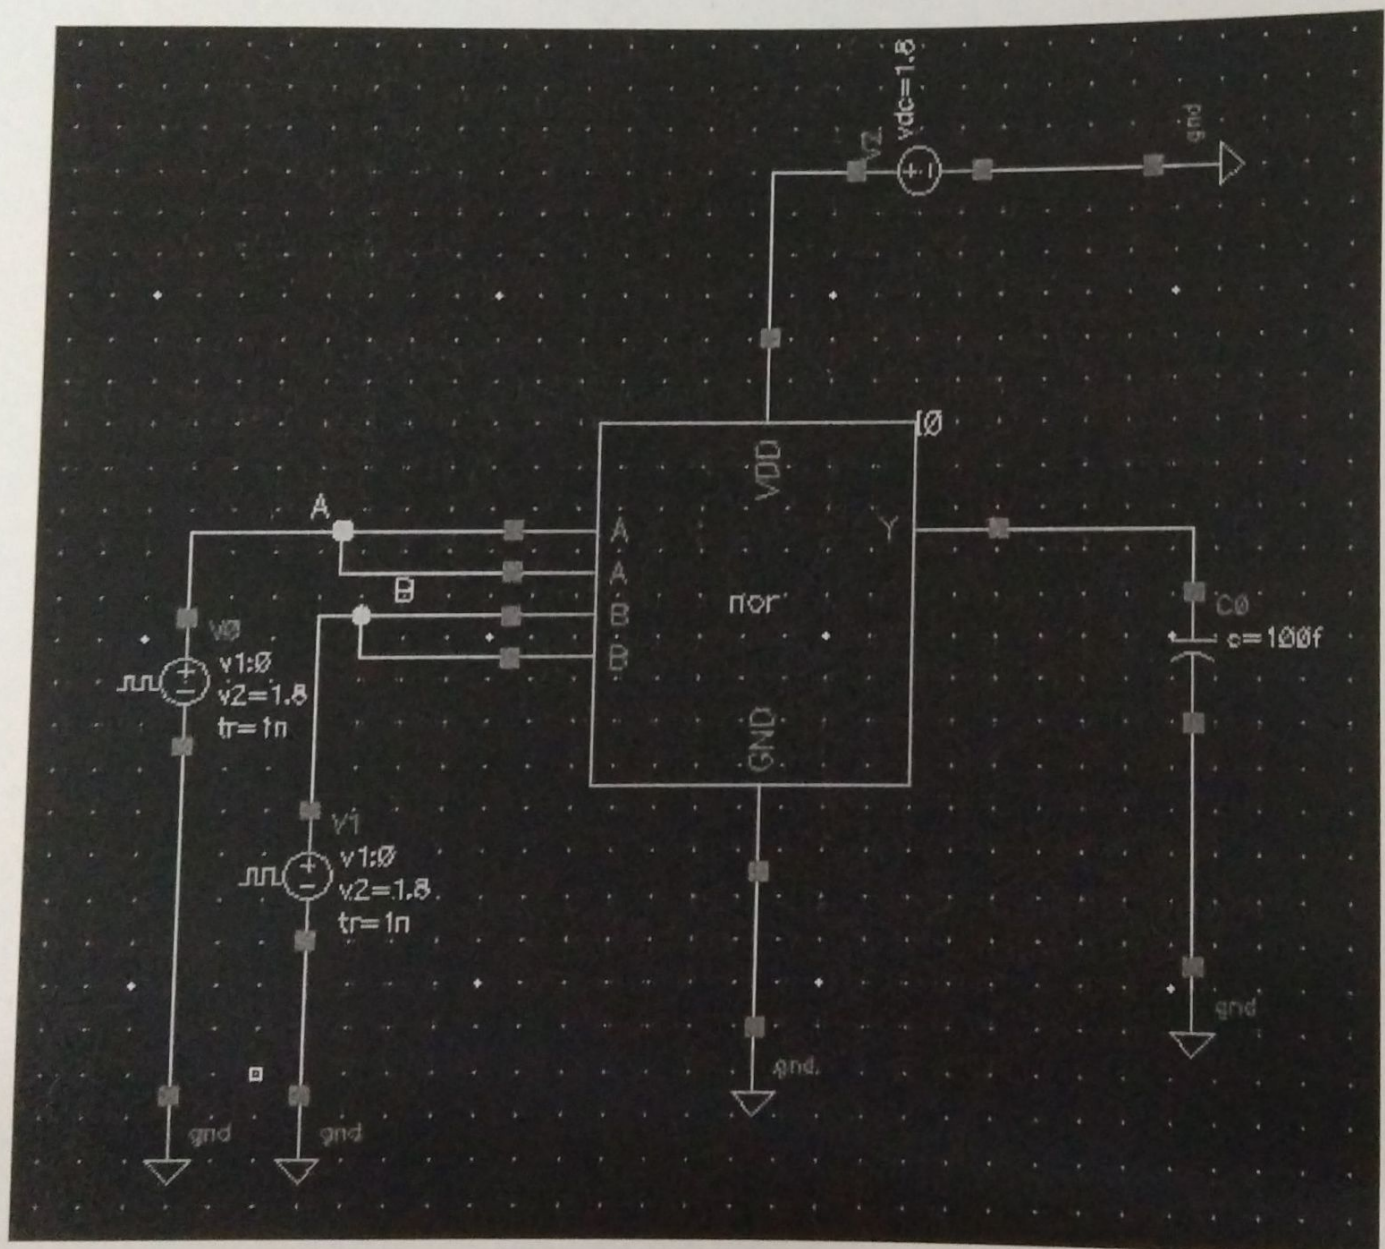 vdc=1.8
V2
gnd
I0
VDD
A
A
Y
A
B
B
nor
B
C0
c=100f
V0
v1:0
v2=1.8
tr=1n
GND
V1
v1:0
v2=1.8
tr=1n
gnd
gnd
gnd
gnd